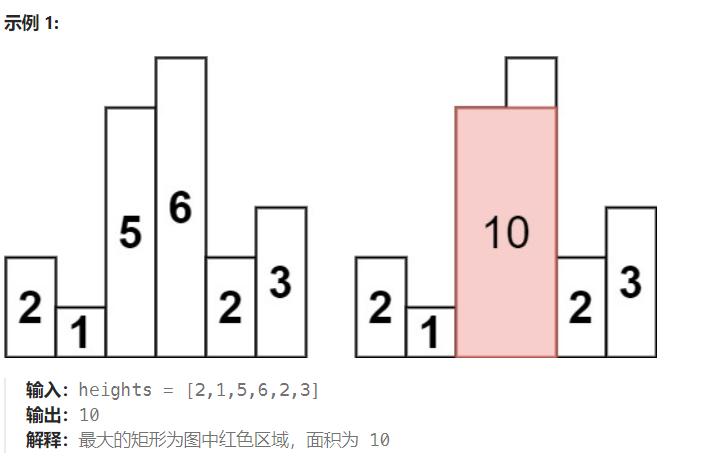 示例 1:
6
5
3
2
2
1
10
3
2
2
1
输入：heights = [2,1,5,6,2,3]
输出：10
解释：最大的矩形为图中红色区域，面积为 10